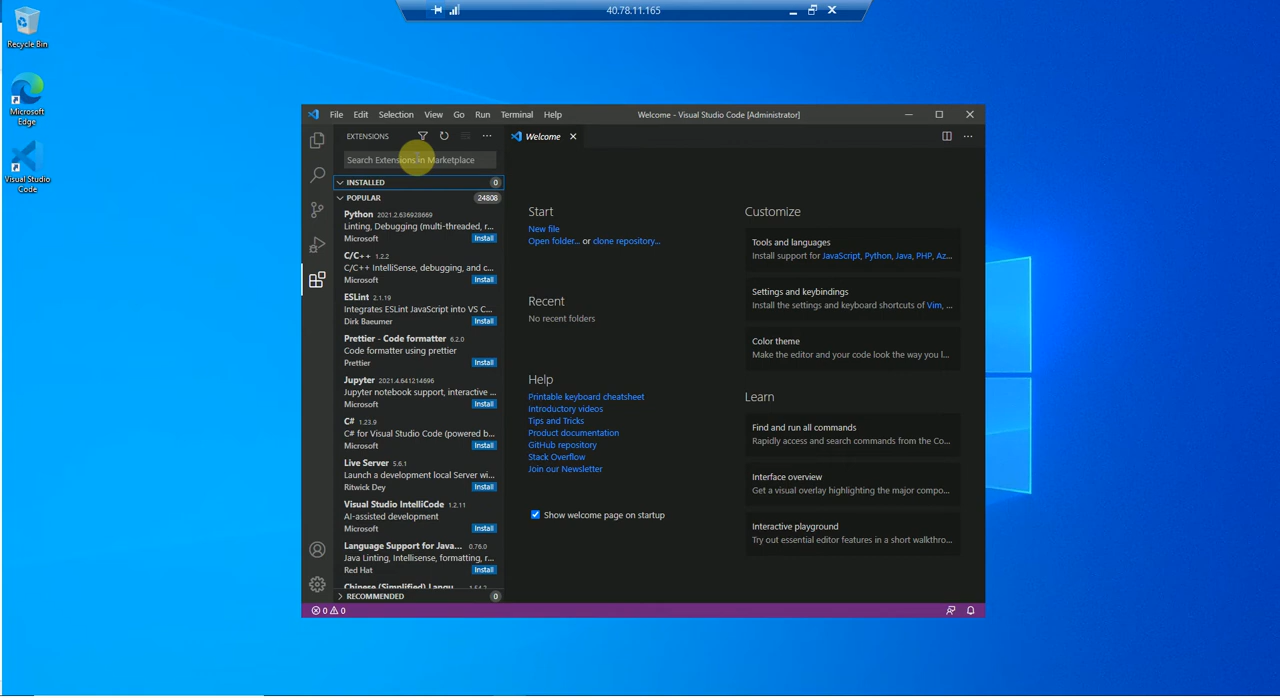 40.78.11.165
Recycle Bin
Microsoft
Edge
Visual Studio
Code
File Edit Selection View Go Run Terminal Help Welcome - Visual Studio Code [Administrator]
EXTENSIONS
Welcome
Search Extensions in Marketplace
INSTALLED 0
POPULAR 24808
Python 2021.2.636928669
Linting, Debugging (multi-threaded, r...
Microsoft Install
C/C++ 1.2.2
C/C++ IntelliSense, debugging, and c...
Microsoft Install
ESLint 2.1.19
Integrates ESLint JavaScript into VS C...
Dirk Baeumer Install
Prettier - Code formatter 6.2.0
Code formatter using prettier
Prettier Install
Jupyter 2021.4.641214696
Jupyter notebook support, interactive ...
Microsoft Install
C# 1.23.9
C# for Visual Studio Code (powered b...
Microsoft Install
Live Server 5.6.1
Launch a development local Server wi...
Ritwick Dey Install
Visual Studio IntelliCode 1.2.11
AI-assisted development
Microsoft Install
Language Support for Java... 0.76.0
Java Linting, Intellisense, formatting, r...
Red Hat Install
Chinese (Simplified) Langu...
RECOMMENDED 0
Start
New file
Open folder... or clone repository...
Recent
No recent folders
Help
Printable keyboard cheatsheet
Introductory videos
Tips and Tricks
Product documentation
GitHub repository
Stack Overflow
Join our Newsletter
Show welcome page on startup
Customize
Tools and languages
Install support for JavaScript, Python, Java, PHP, Az...
Settings and keybindings
Install the settings and keyboard shortcuts of Vim, ...
Color theme
Make the editor and your code look the way you l...
Learn
Find and run all commands
Rapidly access and search commands from the Co...
Interface overview
Get a visual overlay highlighting the major compo...
Interactive playground
Try out essential editor features in a short walkthro...
0 0